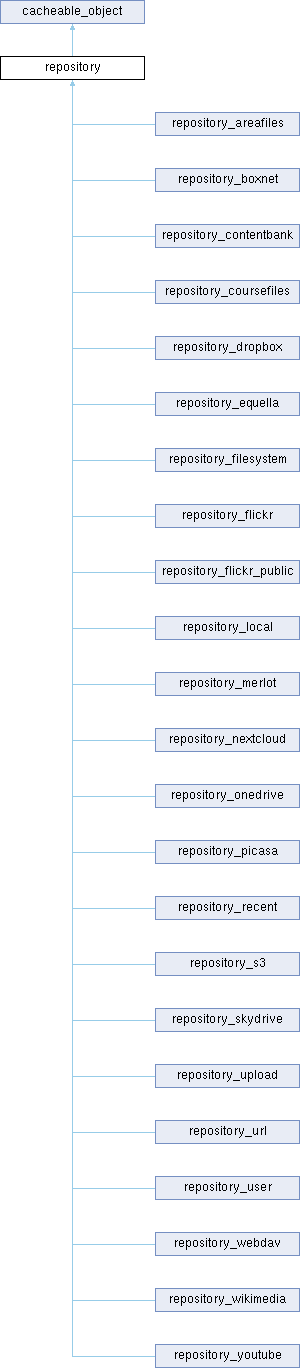 cacheable_object
repository
repository_areafiles
repository_boxnet
repository_contentbank
repository_coursefiles
repository_dropbox
repository_equella
repository_filesystem
repository_flickr
repository_flickr_public
repository_local
repository_merlot
repository_nextcloud
repository_onedrive
repository_picasa
repository_recent
repository_s3
repository_skydrive
repository_upload
repository_url
repository_user
repository_webdav
repository_wikimedia
repository_youtube